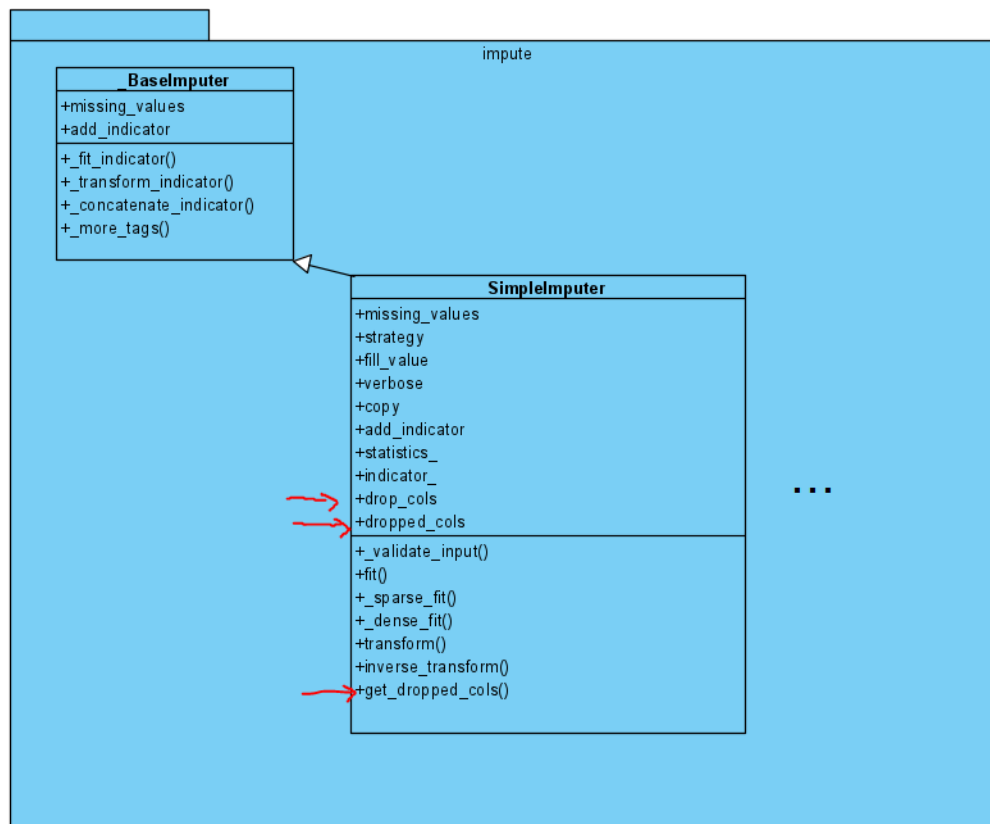 impute
_BaseImputer
+missing_values
+add_indicator
+_fit_indicator()
+_transform_indicator()
+_concatenate_indicator()
+_more_tags()
SimpleImputer
+missing_values
+strategy
+fill_value
+verbose
+copy
+add_indicator
+statistics_
+indicator_
+drop_cols
+dropped_cols
+_validate_input()
+fit()
+_sparse_fit()
+_dense_fit()
+transform()
+inverse_transform()
+get_dropped_cols()
...